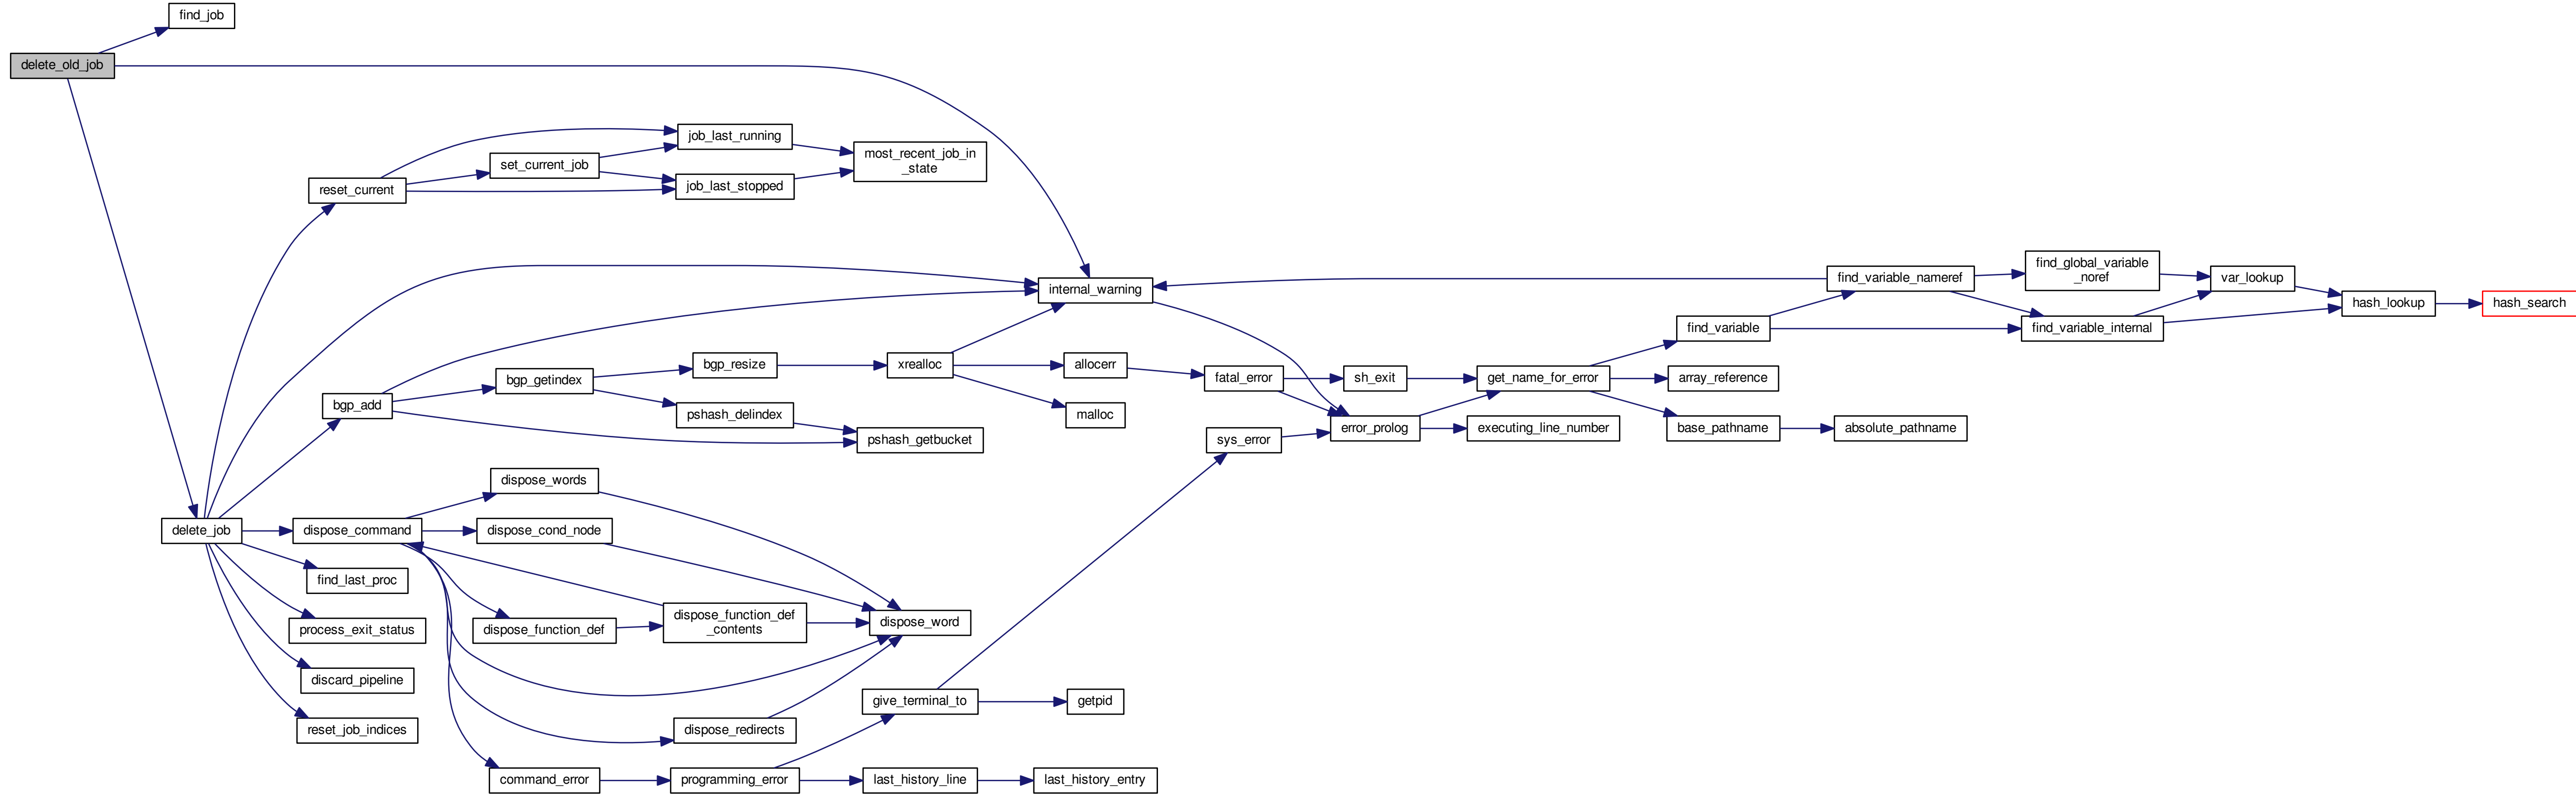 find_job
delete_old_job
job_last_running
set_current_job
most_recent_job_in
_state
reset_current
job_last_stopped
internal_warning
find_variable_nameref
find_global_variable
_noref
var_lookup
hash_lookup
hash_search
find_variable
find_variable_internal
bgp_add
bgp_getindex
bgp_resize
xrealloc
allocerr
fatal_error
sh_exit
get_name_for_error
array_reference
pshash_delindex
malloc
pshash_getbucket
sys_error
error_prolog
executing_line_number
base_pathname
absolute_pathname
dispose_words
delete_job
dispose_command
dispose_cond_node
find_last_proc
process_exit_status
dispose_function_def
dispose_function_def
_contents
dispose_word
discard_pipeline
reset_job_indices
dispose_redirects
give_terminal_to
getpid
command_error
programming_error
last_history_line
last_history_entry